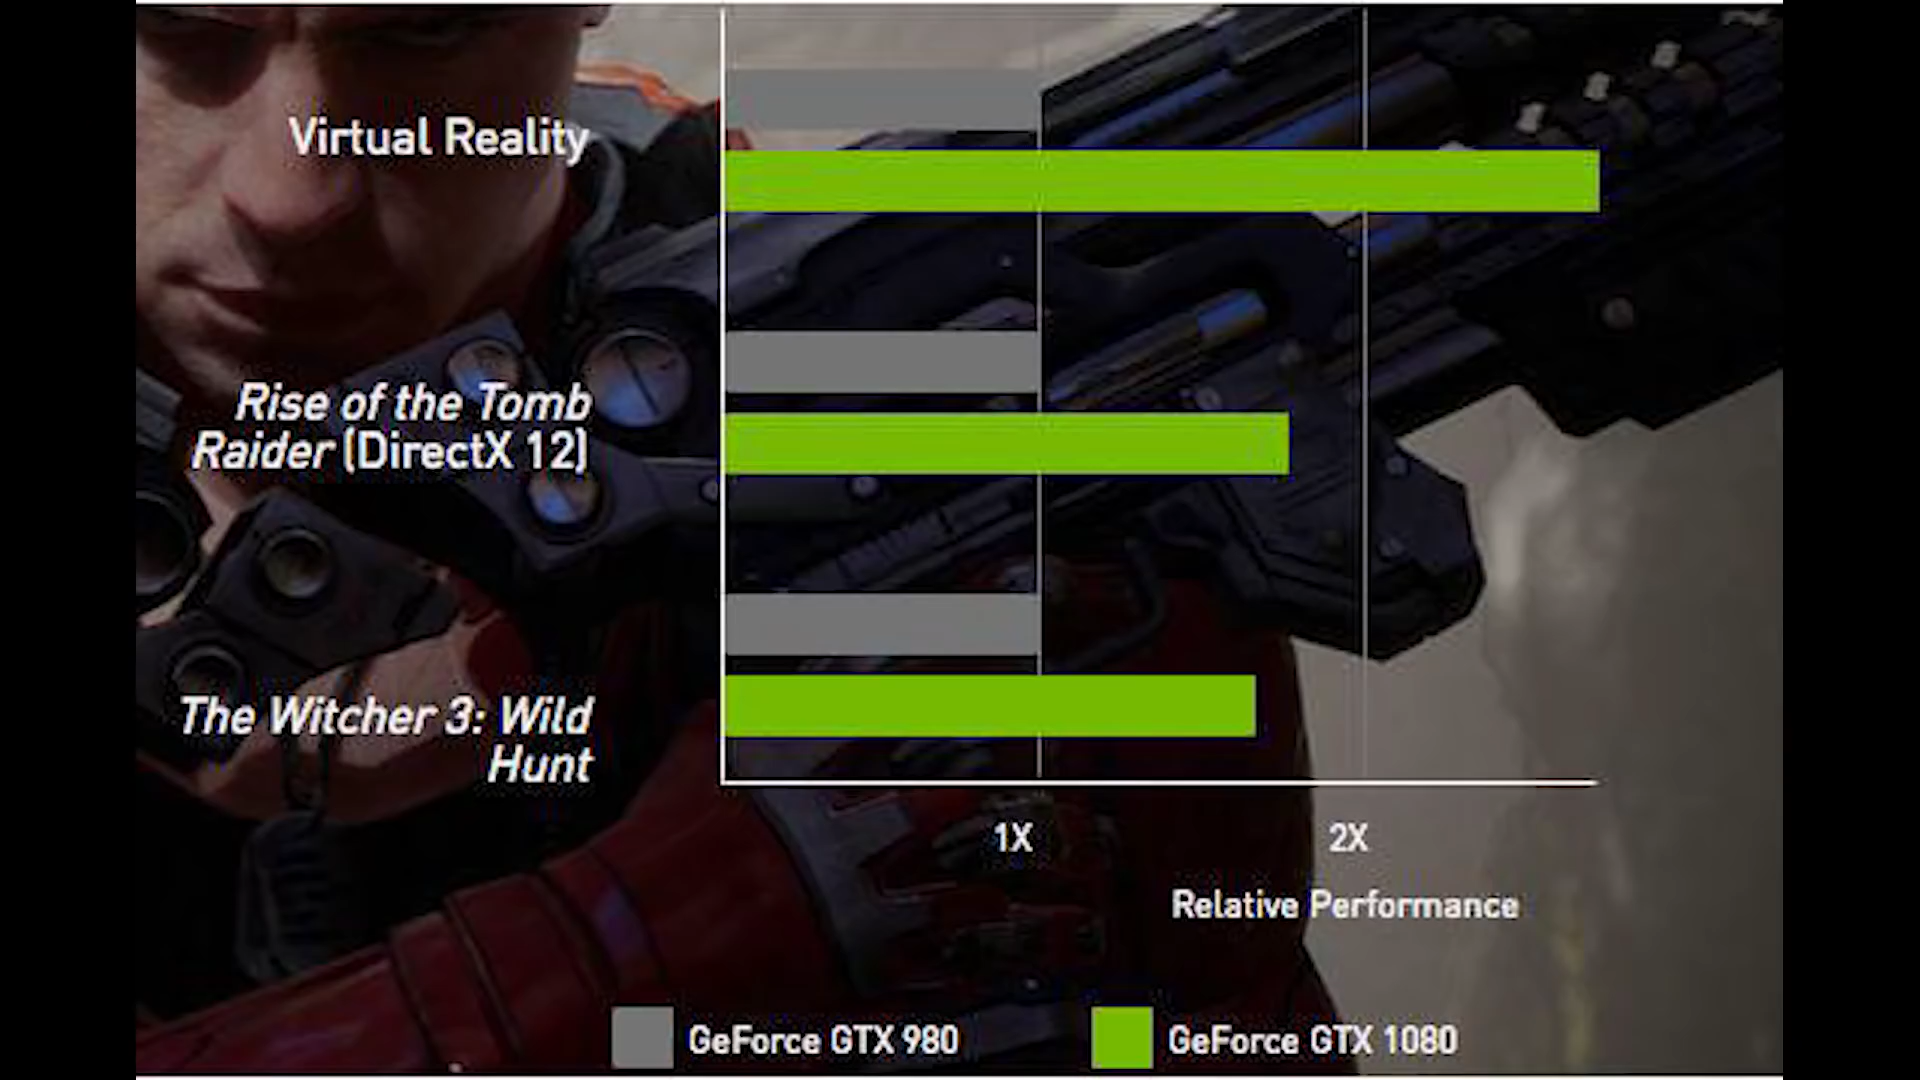 Virtual Reality
Rise of the Tomb
Raider (DirectX 12)
The Witcher 3: Wild
Hunt
1X 2X
Relative Performance
GeForce GTX 980 GeForce GTX 1080